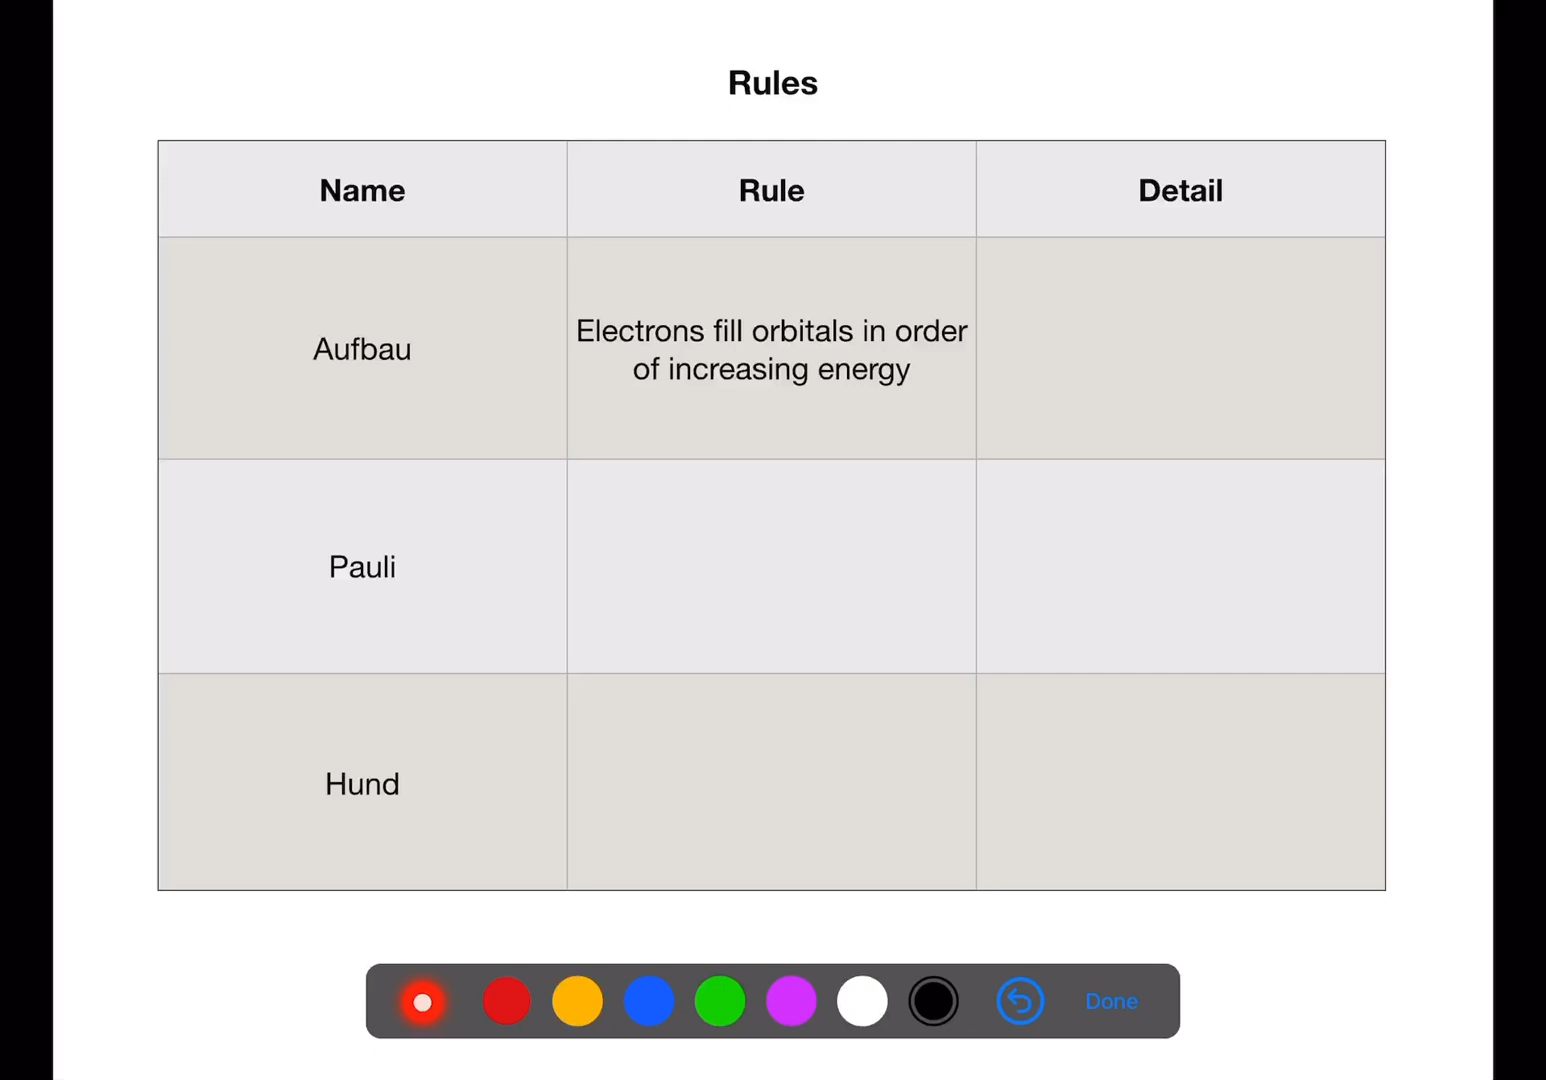 Rules
Name
Rule
Detail
Aufbau
Electrons fill orbitals in order
of increasing energy
Pauli
Hund
Done